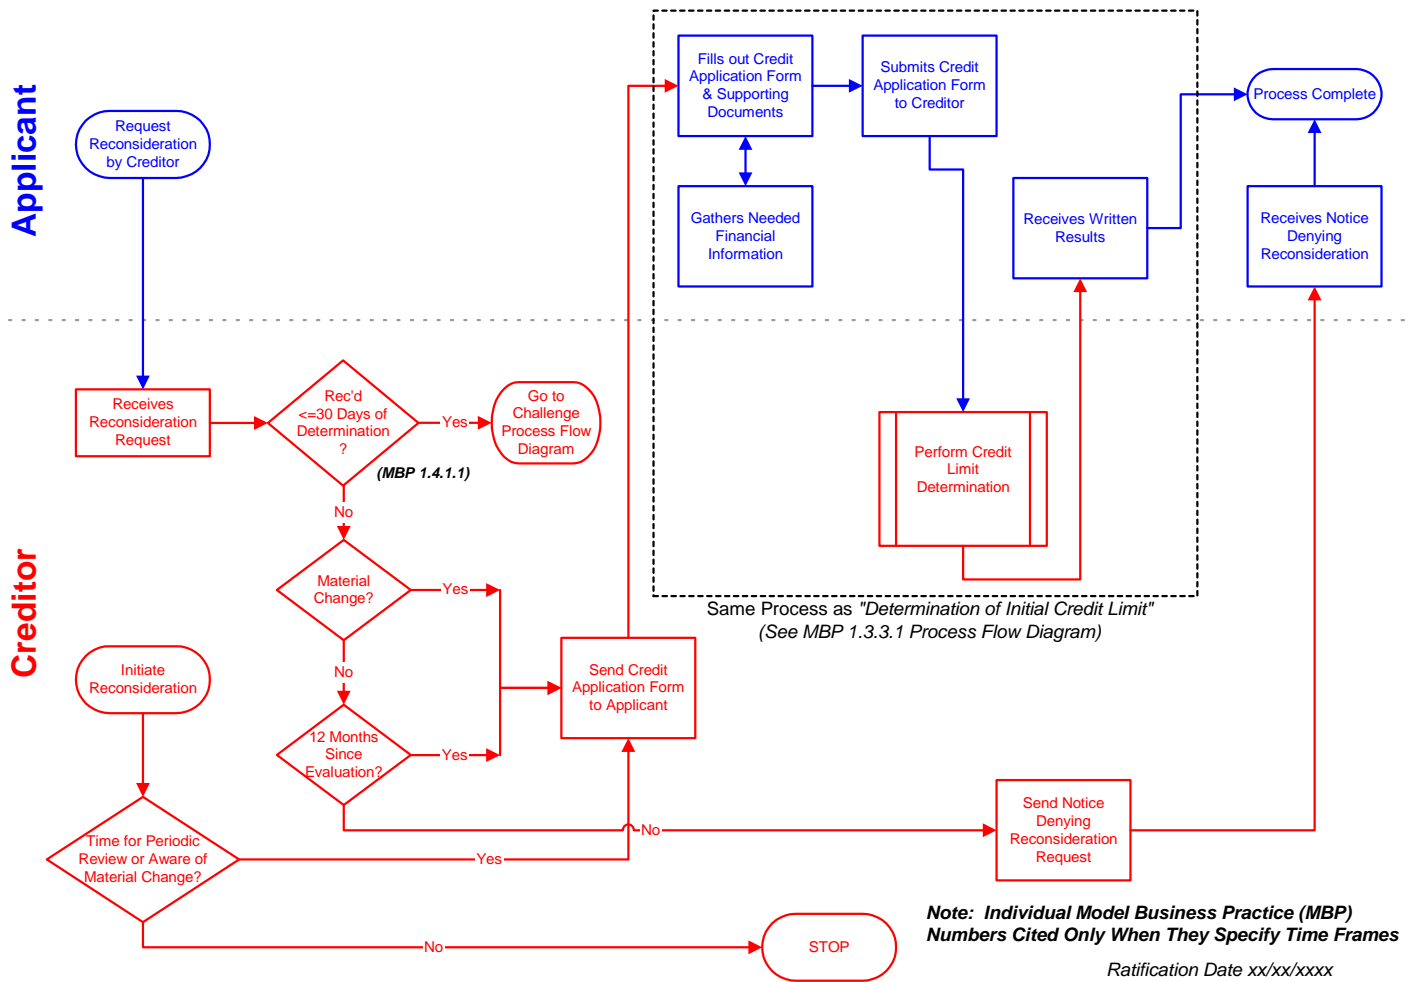 Applicant
Request
Reconsideration
by Creditor
Fills out Credit
Application Form
& Supporting
Documents
Submits Credit
Application Form
to Creditor
Process Complete
Gathers Needed
Financial
Information
Receives Written
Results
Receives Notice
Denying
Reconsideration
Creditor
Receives
Reconsideration
Request
Rec'd
<=30 Days of
Determination
?
(MBP 1.4.1.1)
Yes
Go to
Challenge
Process Flow
Diagram
No
Perform Credit
Limit
Determination
Material
Change?
Yes
Same Process as "Determination of Initial Credit Limit"
(See MBP 1.3.3.1 Process Flow Diagram)
No
Initiate
Reconsideration
Send Credit
Application Form
to Applicant
12 Months
Since
Evaluation?
Yes
No
Send Notice
Denying
Reconsideration
Request
Time for Periodic
Review or Aware of
Material Change?
Yes
No
STOP
Note:  Individual Model Business Practice (MBP)
Numbers Cited Only When They Specify Time Frames
Ratification Date xx/xx/xxxx